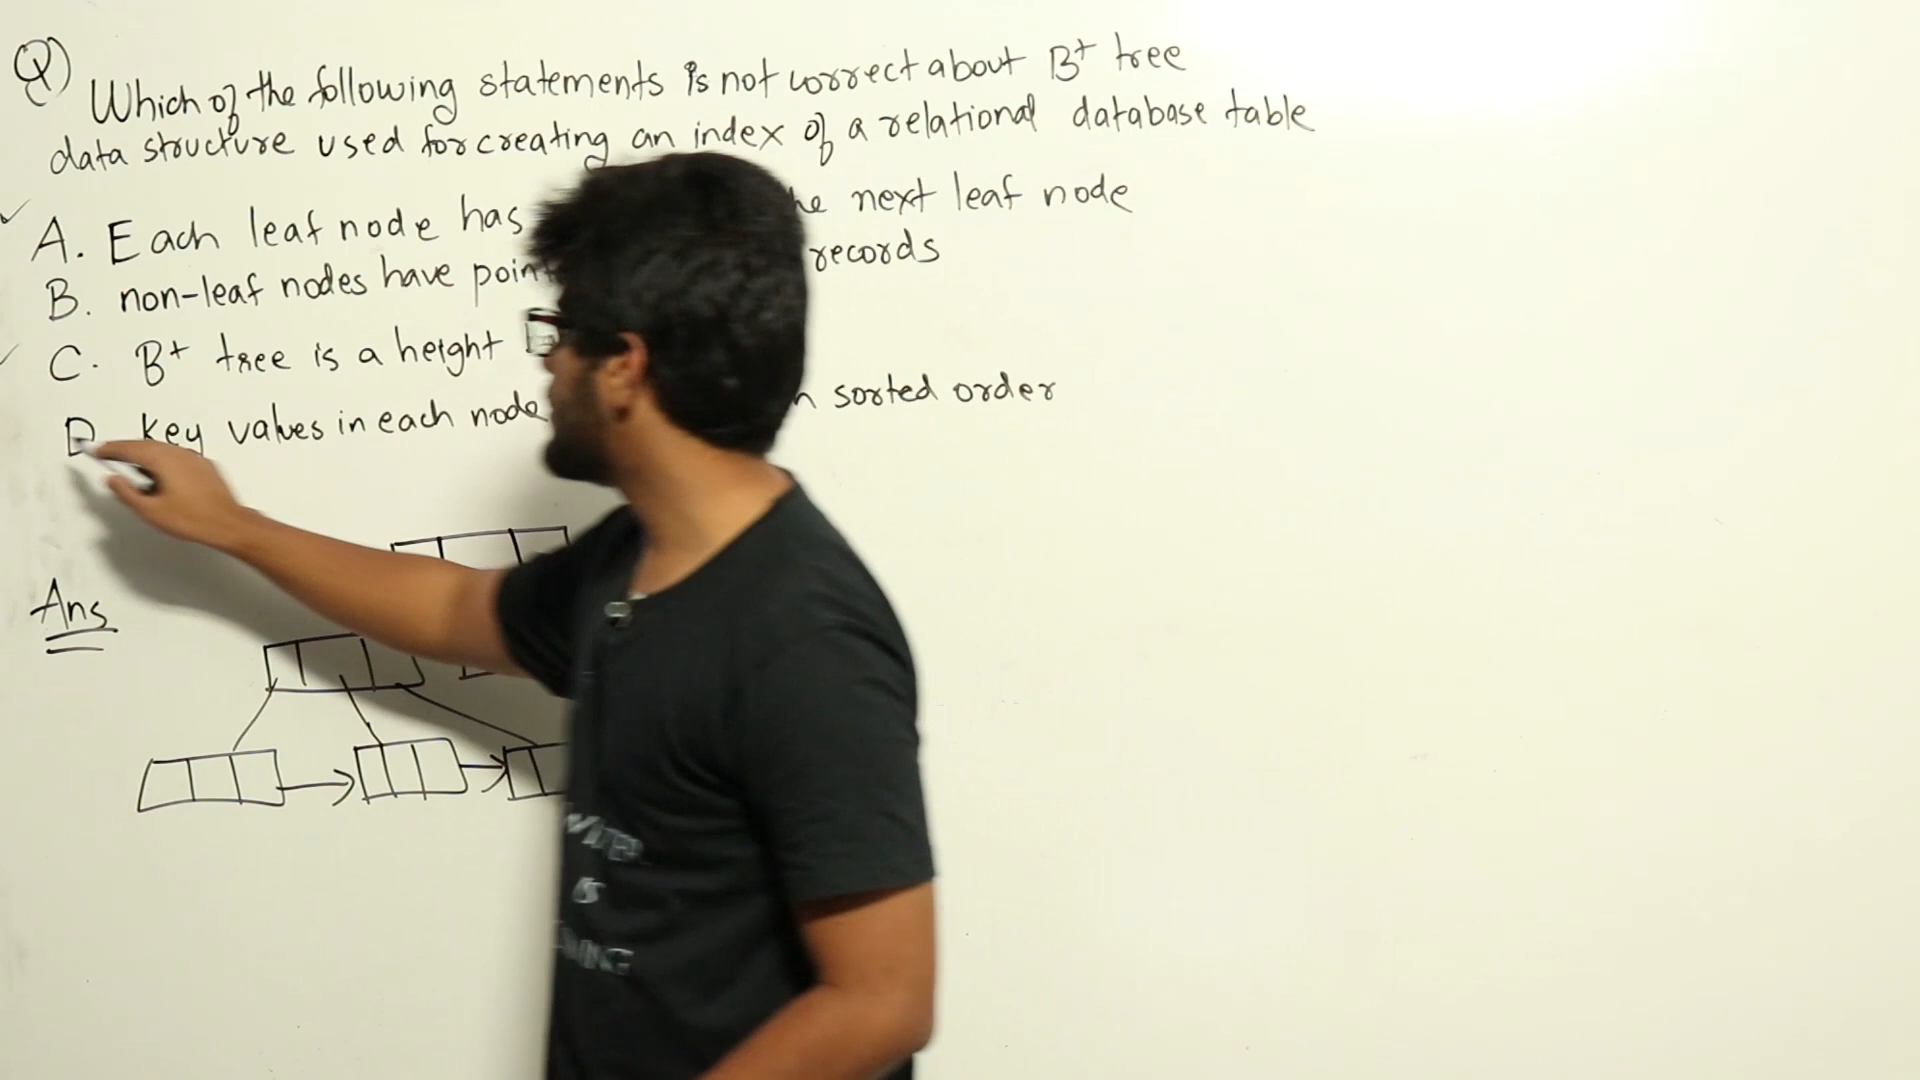 Q) Which of the following statements is not correct about B+ tree
data structure used for creating an index of a relational database table
A. Each leaf node has next leaf node
B. non-leaf nodes have records
C. B+ tree is a height
D key values in each node sorted order
Ans
IS